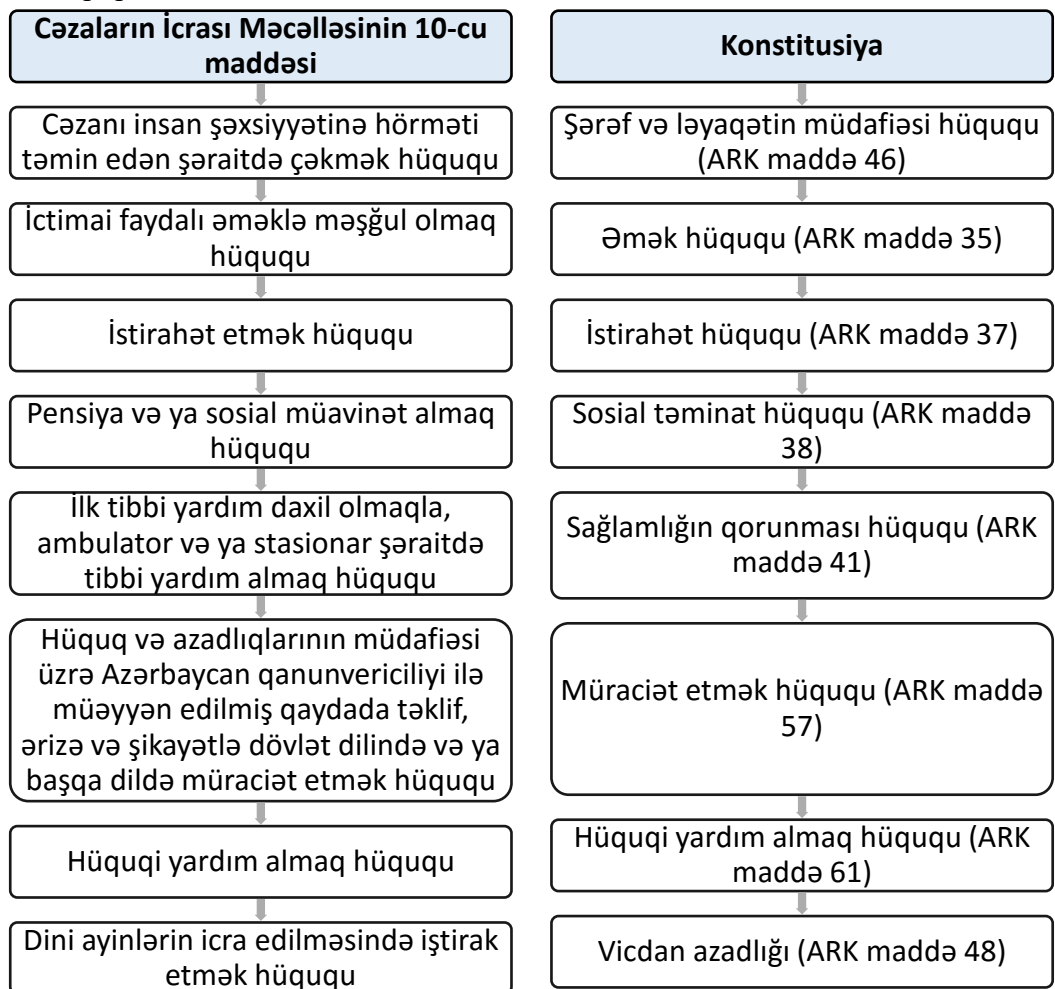 Cəzaların İcrası Məcəlləsinin 10-cu
maddəsi
Cəzanı insan şəxsiyyətinə hörməti
təmin edən şəraitdə çəkmək hüququ
İctimai faydalı əməklə məşğul olmaq
hüququ
İstirahət etmək hüququ
Pensiya və ya sosial müavinət almaq
hüququ
İlk tibbi yardım daxil olmaqla,
ambulator və ya stasionar şəraitdə
tibbi yardım almaq hüququ
Hüquq və azadlıqlarının müdafiəsi
üzrə Azərbaycan qanunvericiliyi ilə
müəyyən edilmiş qaydada təklif,
ərizə və şikayətlə dövlət dilində və ya
başqa dildə müraciət etmək hüququ
Hüquqi yardım almaq hüququ
Dini ayinlərin icra edilməsində iştirak
etmək hüququ
Konstitusiya
Şərəf və ləyaqətin müdafiəsi hüququ
(ARK maddə 46)
Əmək hüququ (ARK maddə 35)
İstirahət hüququ (ARK maddə 37)
Sosial təminat hüququ (ARK maddə
38)
Sağlamlığın qorunması hüququ (ARK
maddə 41)
Müraciət etmək hüququ (ARK maddə
57)
Hüquqi yardım almaq hüququ (ARK
maddə 61)
Vicdan azadlığı (ARK maddə 48)